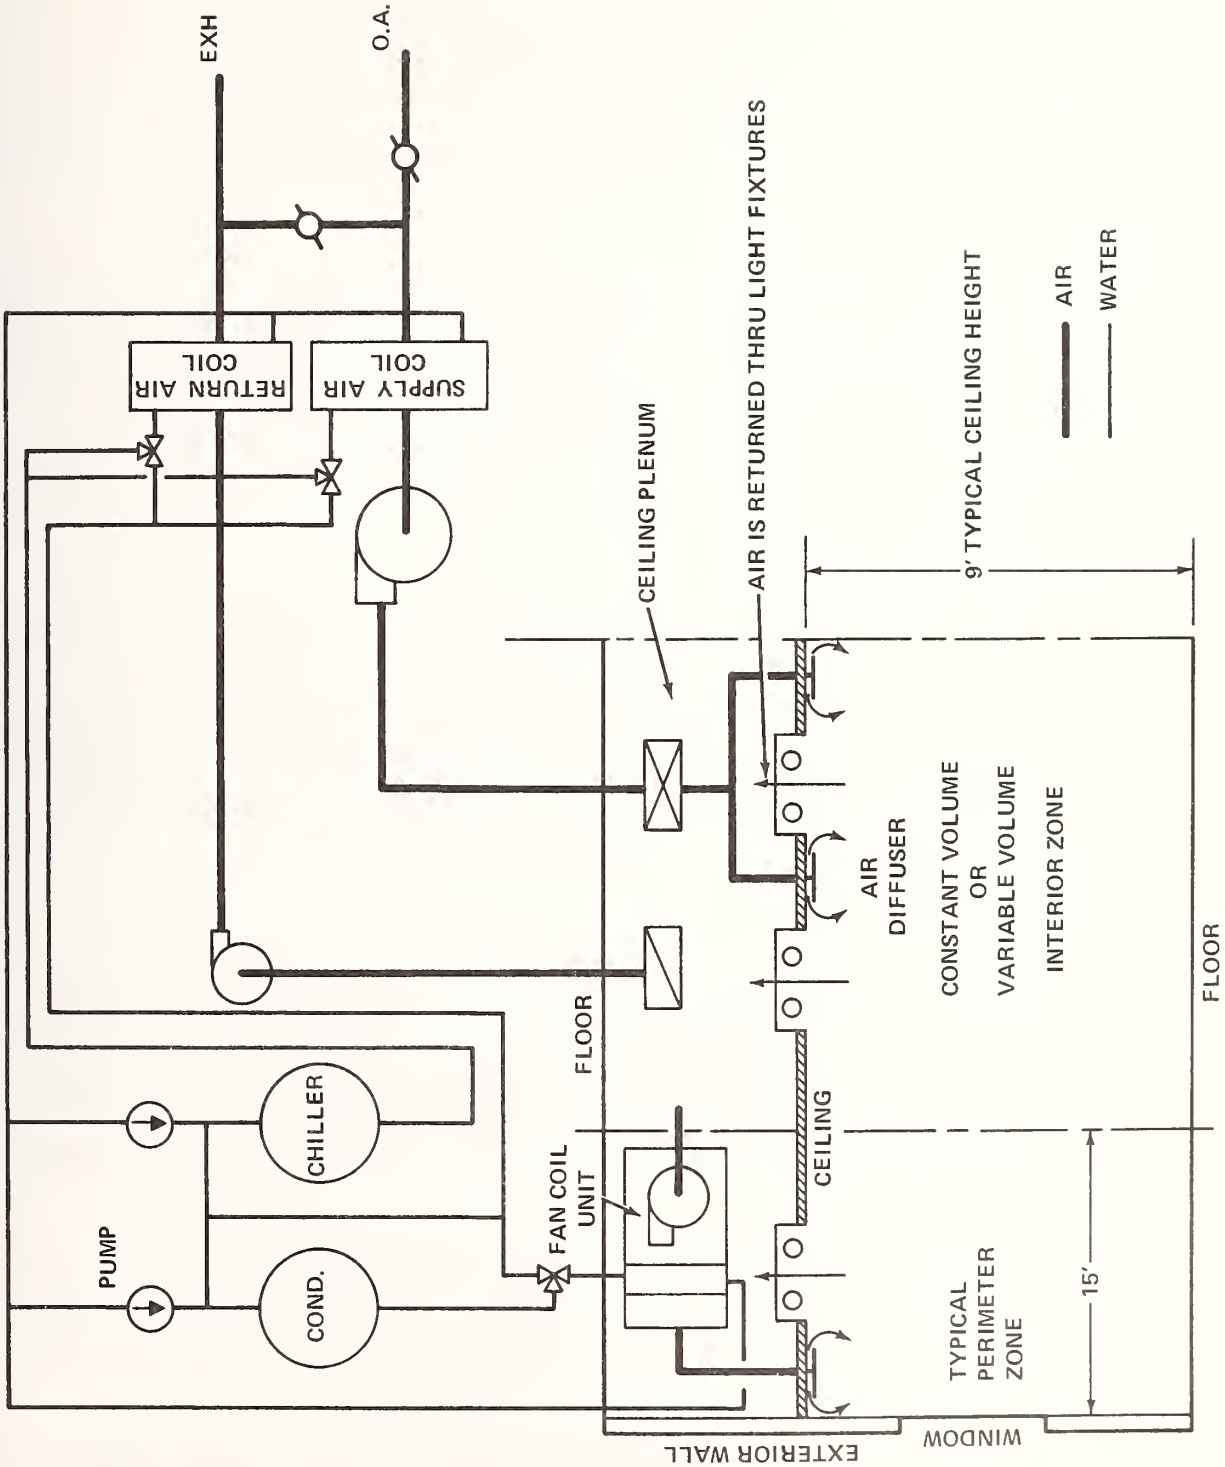 EXH
O.A.
RETURN AIR
COIL
SUPPLY AIR
COIL
PUMP
CHILLER
COND.
FAN COIL
UNIT
FLOOR
CEILING PLENUM
AIR IS RETURNED THRU LIGHT FIXTURES
CEILING
AIR
DIFFUSER
9' TYPICAL CEILING HEIGHT
CONSTANT VOLUME
OR
VARIABLE VOLUME
INTERIOR ZONE
TYPICAL
PERIMETER
ZONE
15'
EXTERIOR WALL
WINDOW
FLOOR
AIR
WATER